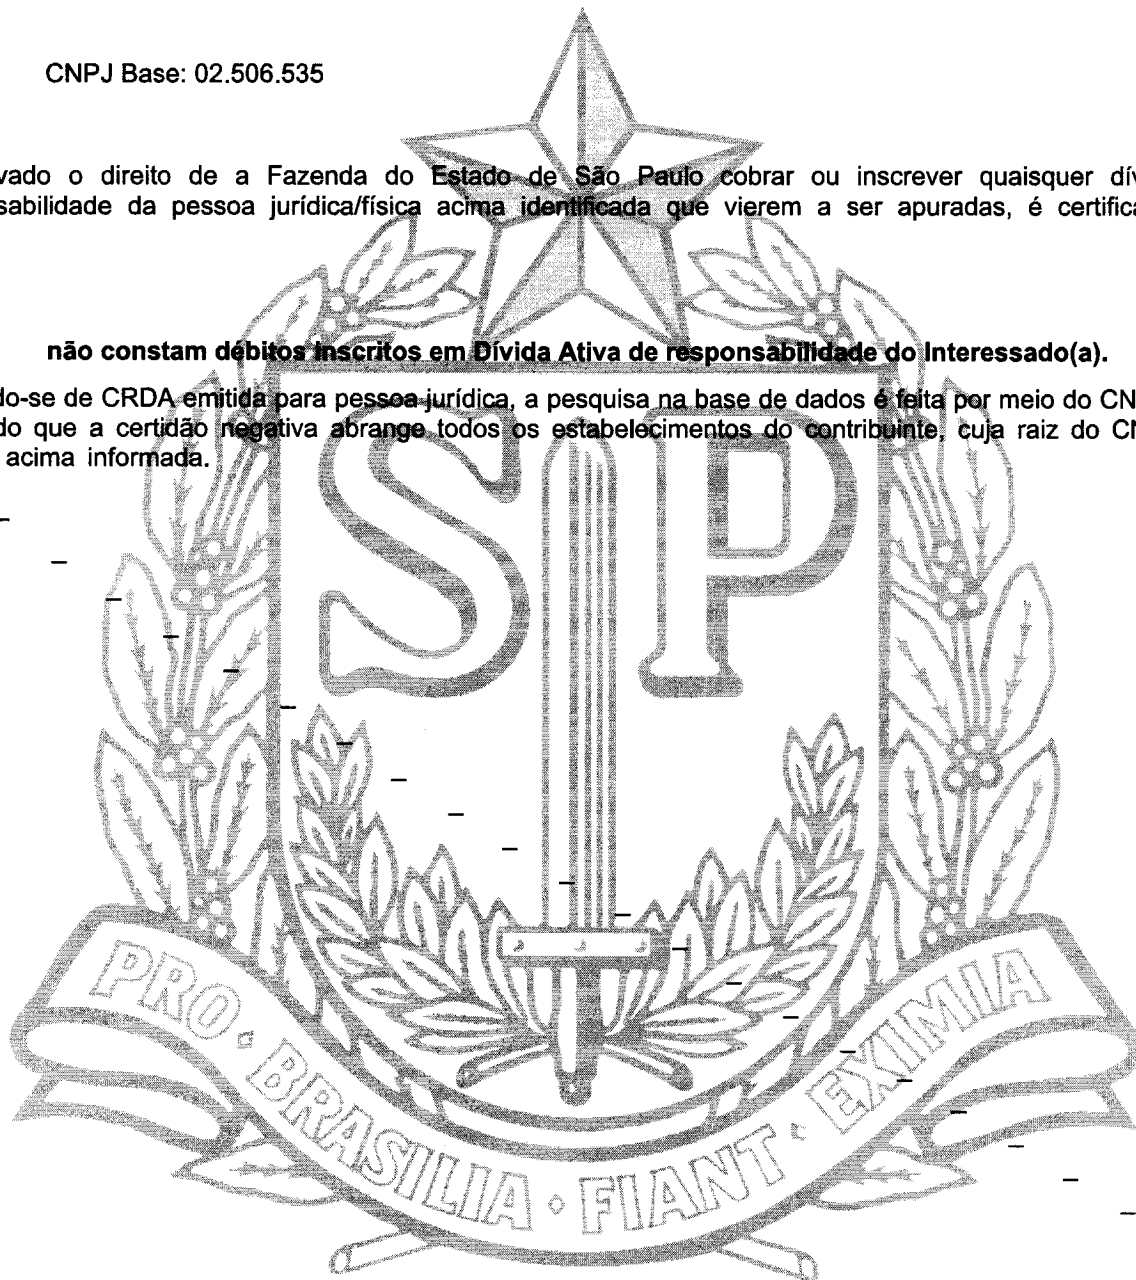 CNPJ Base: 02.506.535
vado o direito de a Fazenda do Estado de São Paulo cobrar ou inscrever quaisquer dív
sabilidade da pessoa jurídica/física acima identificada que vierem a ser apuradas, é certifica
não constam débitos inscritos em Dívida Ativa de responsabilidade do Interessado(a).
do-se de CRDA emitida para pessoa jurídica, a pesquisa na base de dados é feita por meio do CN
do que a certidão negativa abrange todos os estabelecimentos do contribuinte, cuja raiz do CN
acima informada.
SP
PRO · BRASILIA · FIANT · EXIMIA